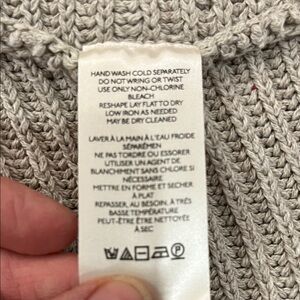 HAND WASH COLD SEPARATELY
DO NOT WRING OR TWIST
USE ONLY NON-CHLORINE
BLEACH
RESHAPE LAY FLAT TO DRY
LOW IRON AS NEEDED
MAY BE DRY CLEANED
LAVER À LA MAIN À L'EAU FROIDE
SÉPARÉMEN
NE PAS TORDRE OU ESSORER
UTILISER UN AGENT DE
BLANCHIMENT SANS CHLORE SI
NÉCESSAIRE
METTRE EN FORME ET SECHER
À PLAT
REPASSER, AU BESOIN, À TRÈS
BASSE TEMPÉRATURE
PEUT-ÊTRE ÊTRE NETTOYÉ
À SEC